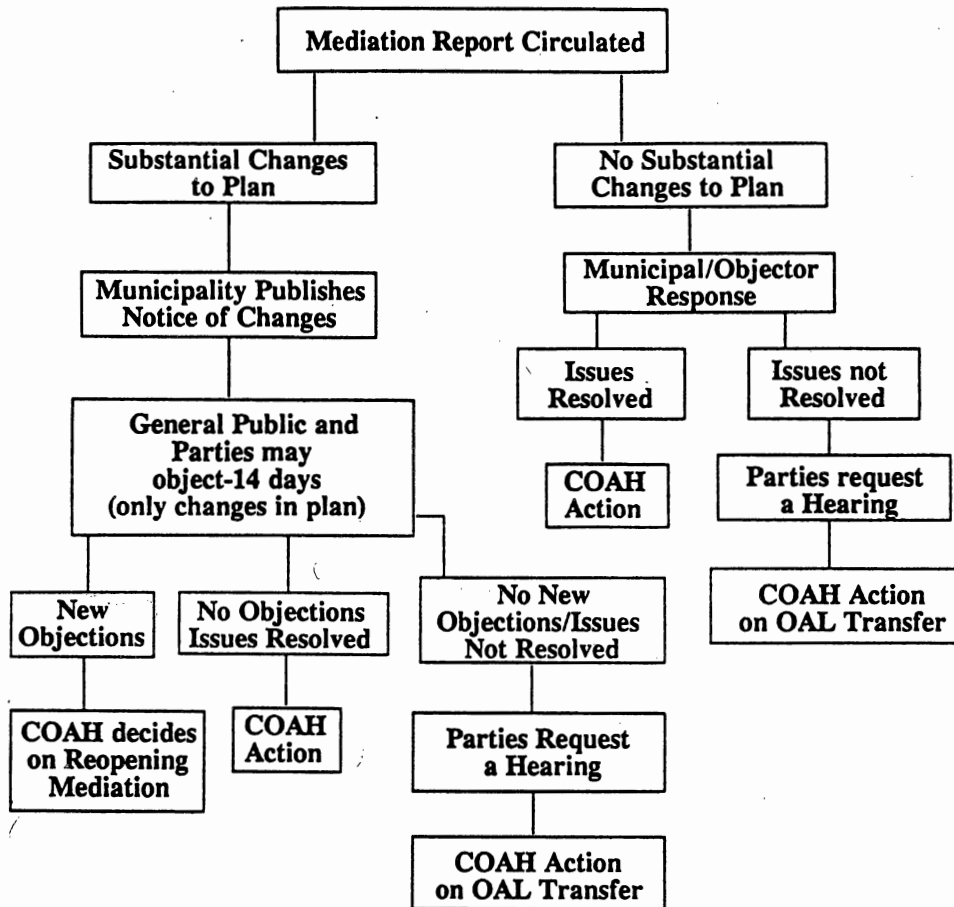 Mediation Report Circulated
Substantial Changes
to Plan
No Substantial
Changes to Plan
Municipality Publishes
Notice of Changes
Municipal/Objector
Response
Issues
Resolved
Issues not
Resolved
General Public and
Parties may
object-14 days
(only changes in plan)
COAH
Action
Parties request
a Hearing
New
Objections
No Objections
Issues Resolved
No New
Objections/Issues
Not Resolved
COAH Action
on OAL Transfer
COAH decides
on Reopening
Mediation
COAH
Action
Parties Request
a Hearing
COAH Action
on OAL Transfer